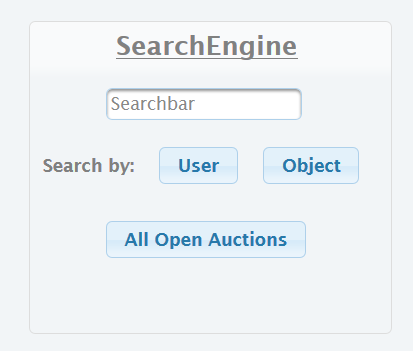 SearchEngine
Searchbar
Search by: User Object
All Open Auctions